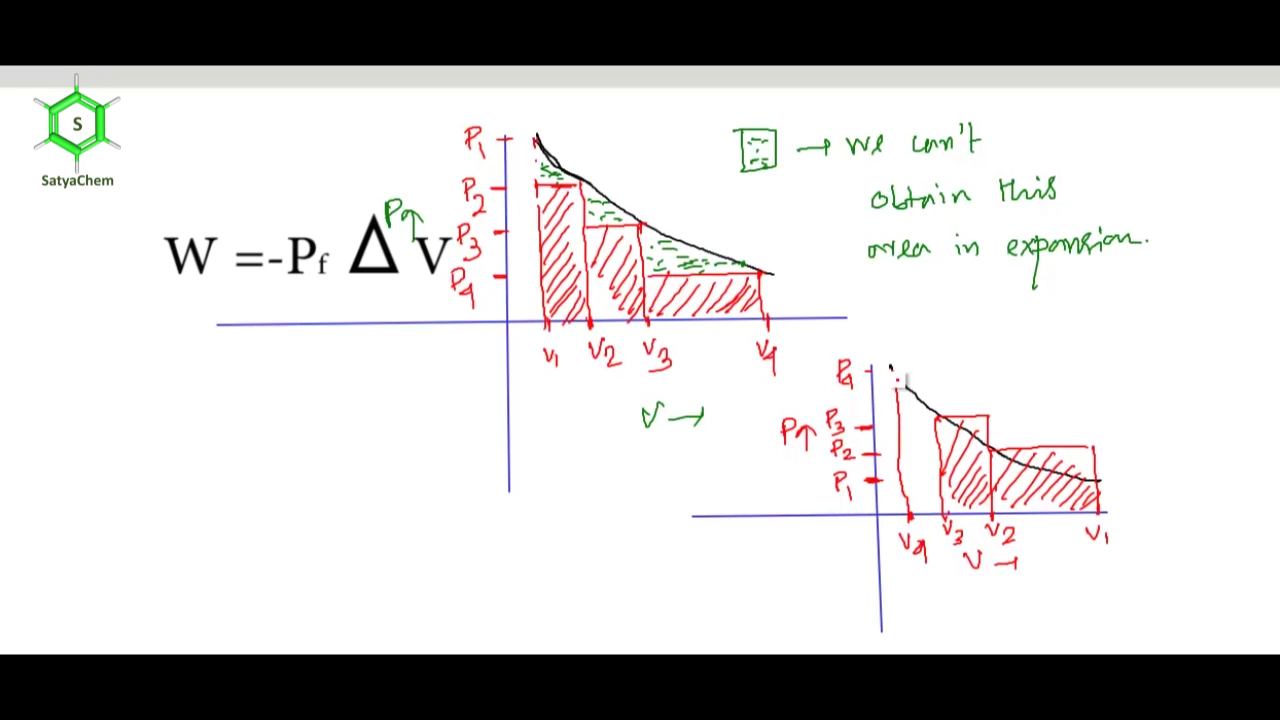 S
SatyaChem
W =-Pf ΔV
P↑
P1
P2
P3
P4
V1 V2 V3 V4
V →
→ we can't
obtain this
area in expansion.
P↑
P4
P3
P2
P1
V4 V3 V2 V1
V →